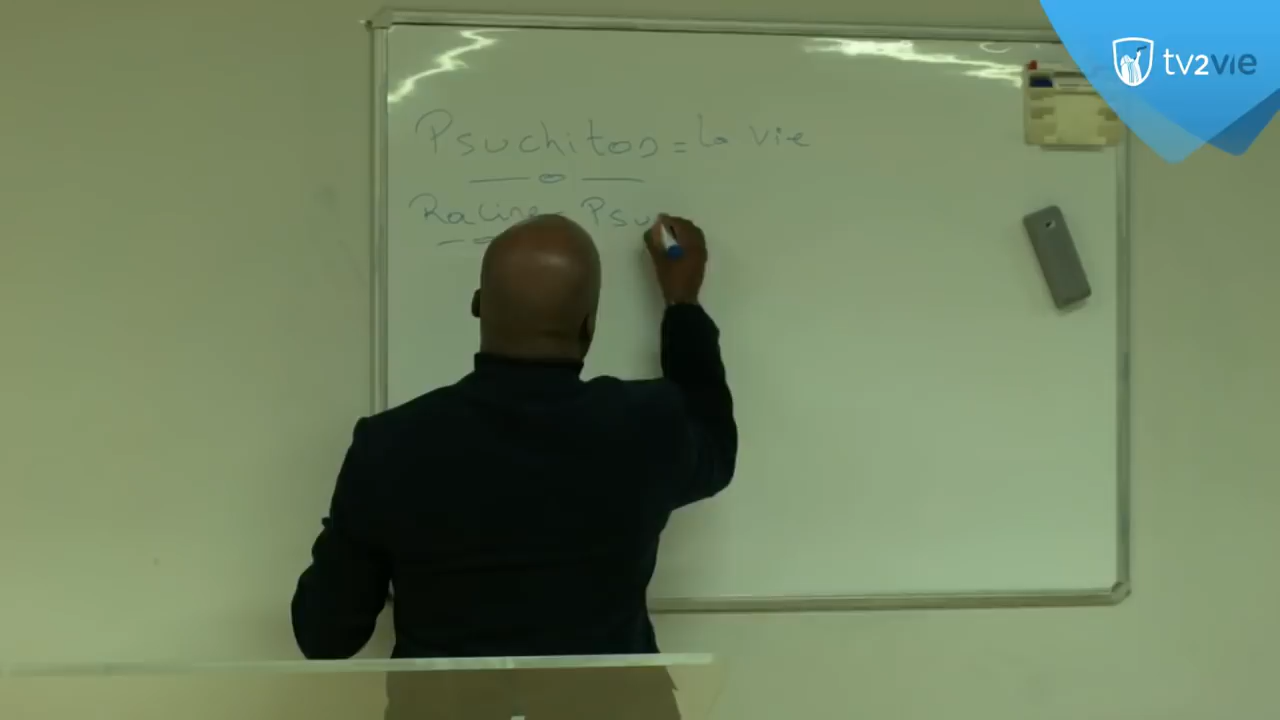 tv2vie
Psuchitos = la vie
Racine - Psu